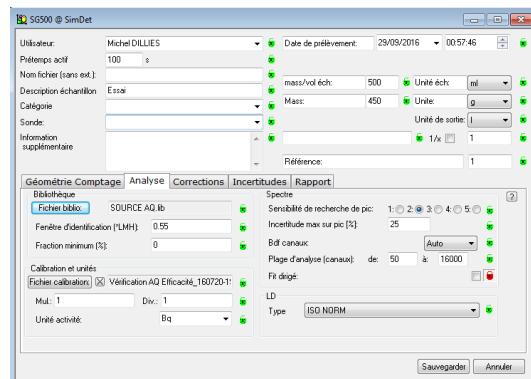 SG500 @ SimDet
Utilisateur: Michel DILLIES Date de prélèvement: 29/09/2016 00:57:46
Prétemps actif 100 s
Nom fichier (sans ext.): mass/vol éch: 500 Unité éch: ml
Description échantillon Essai Mass: 450 Unite: g
Catégorie
Sonde: Unité de sortie: l
Information 1/x 1
supplémentaire
Référence: 1
Géométrie Comptage Analyse Corrections Incertitudes Rapport
Bibliothèque Spectre ?
Fichier biblio: SOURCE AQ.lib Sensibilité de recherche de pic: 1: 2: 3: 4: 5:
Fenêtre d'identification (*LMH): 0.55 Incertitude max sur pic [%]: 25
Fraction minimum (%): 0 Bdf canaux: Auto
Plage d'analyse (canaux): de: 50 à: 16000
Calibration et unités Fit dirigé:
Fichier calibration: Vérification AQ Efficacité_160720-1
Mul.: 1 Div.: 1 LD
Unité activité: Bq Type ISO NORM
Sauvegarder Annuler